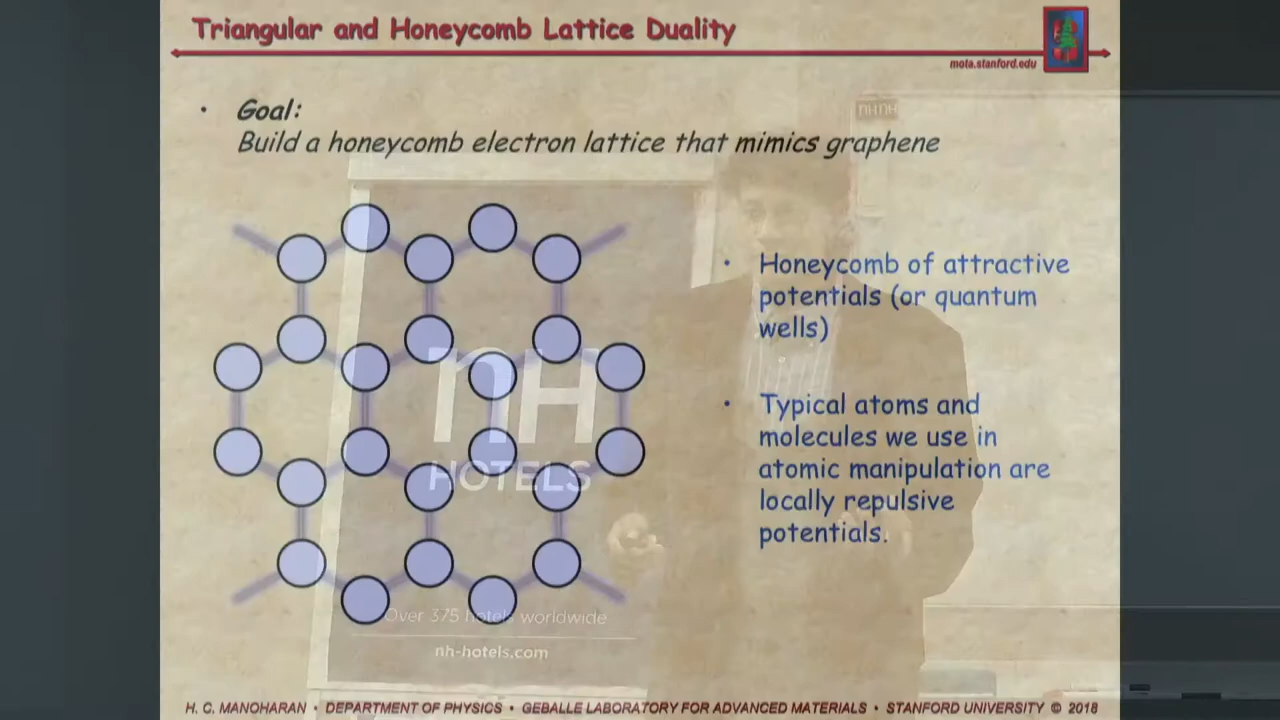 Triangular and Honeycomb Lattice Duality
mota.stanford.edu
• Goal:
Build a honeycomb electron lattice that mimics graphene
nHnH
• Honeycomb of attractive
potentials (or quantum
wells)
• Typical atoms and
molecules we use in
atomic manipulation are
locally repulsive
potentials.
nH
HOTELS
Over 375 hotels worldwide
nh-hotels.com
H. C. MANOHARAN • DEPARTMENT OF PHYSICS • GEBALLE LABORATORY FOR ADVANCED MATERIALS • STANFORD UNIVERSITY © 2018